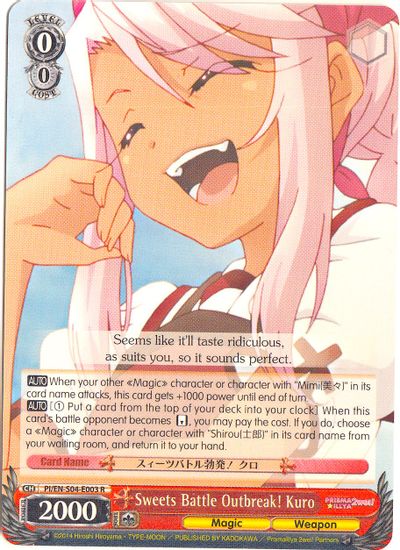 LEVEL
0
0
COST
Seems like it'll taste ridiculous,
as suits you, so it sounds perfect.
AUTO When your other ≪Magic≫ character or character with "Mimi[美々]" in its
card name attacks, this card gets +1000 power until end of turn.
AUTO [① Put a card from the top of your deck into your clock] When this
card's battle opponent becomes [ ], you may pay the cost. If you do, choose
a ≪Magic≫ character or character with "Shirou[士郎]" in its card name in your
waiting room, and return it to your hand.
Card Name
スィーツバトル勃発! クロ
CH PI/EN-S04-E003 R
Sweets Battle Outbreak! Kuro
PRISMA ILLYA 2wei!
POWER
2000
Magic
Weapon
©2014 Hiroshi Hiroyama・TYPE-MOON / PUBLISHED BY KADOKAWA / Prismaillya 2wei! Partners